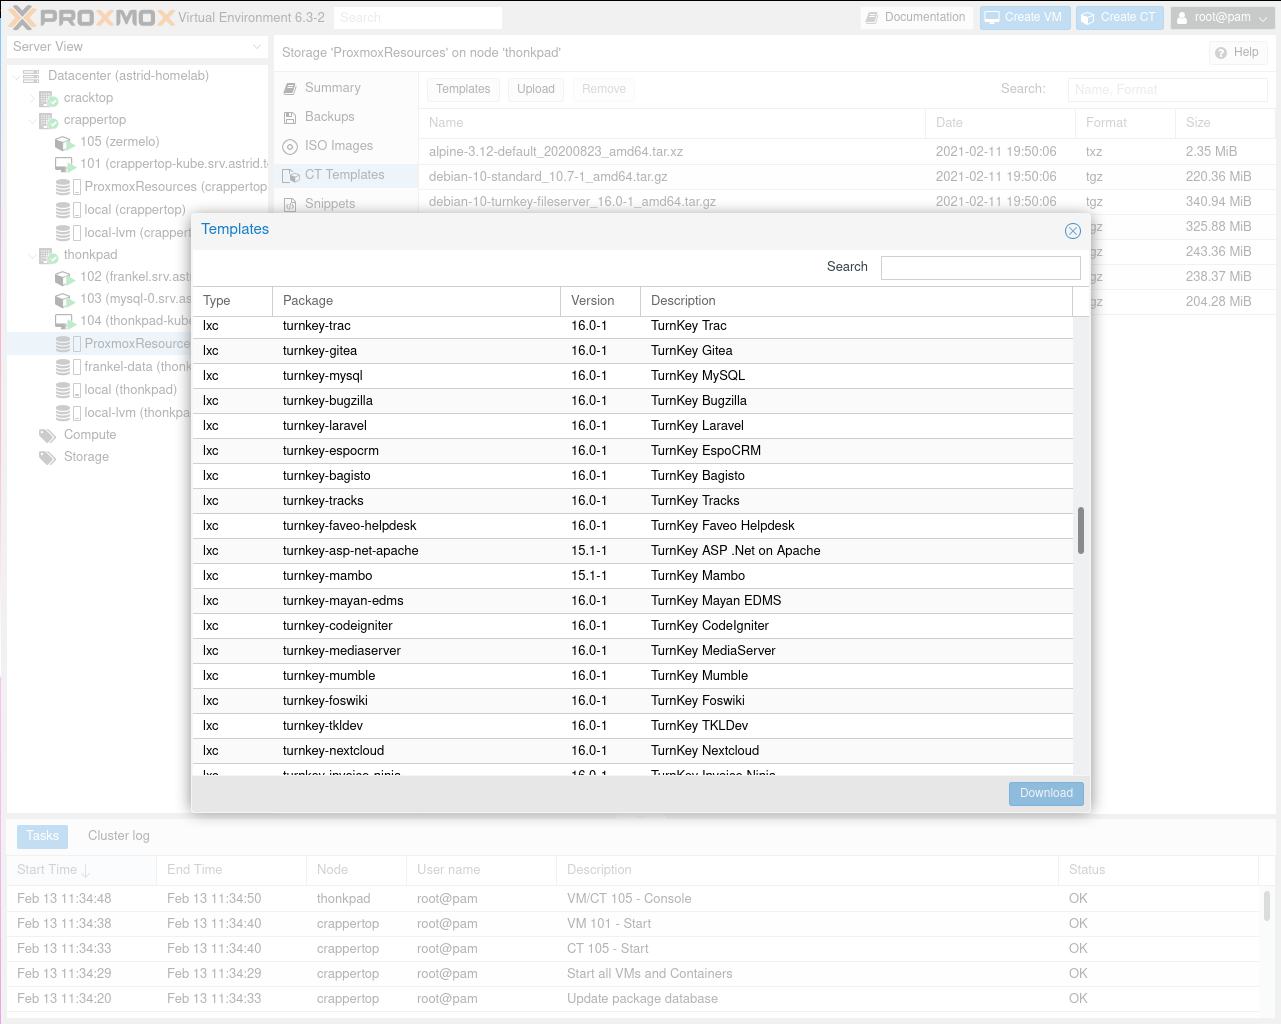 PROXMOX Virtual Environment 6.3-2 Search Documentation Create VM Create CT root@pam
Server View
Storage 'ProxmoxResources' on node 'thonkpad' Help
Datacenter (astrid-homelab)
cracktop
crappertop
105 (zermelo)
101 (crappertop-kube.srv.astrid.t
ProxmoxResources (crappertop
local (crappertop)
local-lvm (crappert
thonkpad
102 (frankel.srv.ast
103 (mysql-0.srv.as
104 (thonkpad-kub
ProxmoxResource
frankel-data (thonk
local (thonkpad)
local-lvm (thonkpa
Compute
Storage
Summary
Backups
ISO Images
CT Templates
Snippets
Templates Upload Remove Search: Name, Format
Name Date Format Size
alpine-3.12-default_20200823_amd64.tar.xz 2021-02-11 19:50:06 txz 2.35 MiB
debian-10-standard_10.7-1_amd64.tar.gz 2021-02-11 19:50:06 tgz 220.36 MiB
debian-10-turnkey-fileserver_16.0-1_amd64.tar.gz 2021-02-11 19:50:06 tgz 340.94 MiB
gz 325.88 MiB
gz 243.36 MiB
gz 238.37 MiB
gz 204.28 MiB
Templates
Search
Type Package Version Description
lxc turnkey-trac 16.0-1 TurnKey Trac
lxc turnkey-gitea 16.0-1 TurnKey Gitea
lxc turnkey-mysql 16.0-1 TurnKey MySQL
lxc turnkey-bugzilla 16.0-1 TurnKey Bugzilla
lxc turnkey-laravel 16.0-1 TurnKey Laravel
lxc turnkey-espocrm 16.0-1 TurnKey EspoCRM
lxc turnkey-bagisto 16.0-1 TurnKey Bagisto
lxc turnkey-tracks 16.0-1 TurnKey Tracks
lxc turnkey-faveo-helpdesk 16.0-1 TurnKey Faveo Helpdesk
lxc turnkey-asp-net-apache 15.1-1 TurnKey ASP .Net on Apache
lxc turnkey-mambo 15.1-1 TurnKey Mambo
lxc turnkey-mayan-edms 16.0-1 TurnKey Mayan EDMS
lxc turnkey-codeigniter 16.0-1 TurnKey CodeIgniter
lxc turnkey-mediaserver 16.0-1 TurnKey MediaServer
lxc turnkey-mumble 16.0-1 TurnKey Mumble
lxc turnkey-foswiki 16.0-1 TurnKey Foswiki
lxc turnkey-tkldev 16.0-1 TurnKey TKLDev
lxc turnkey-nextcloud 16.0-1 TurnKey Nextcloud
lxc turnkey-invoice-ninja 16.0-1 TurnKey Invoice Ninja
Download
Tasks Cluster log
Start Time End Time Node User name Description Status
Feb 13 11:34:48 Feb 13 11:34:50 thonkpad root@pam VM/CT 105 - Console OK
Feb 13 11:34:38 Feb 13 11:34:40 crappertop root@pam VM 101 - Start OK
Feb 13 11:34:33 Feb 13 11:34:40 crappertop root@pam CT 105 - Start OK
Feb 13 11:34:29 Feb 13 11:34:29 crappertop root@pam Start all VMs and Containers OK
Feb 13 11:34:20 Feb 13 11:34:33 crappertop root@pam Update package database OK